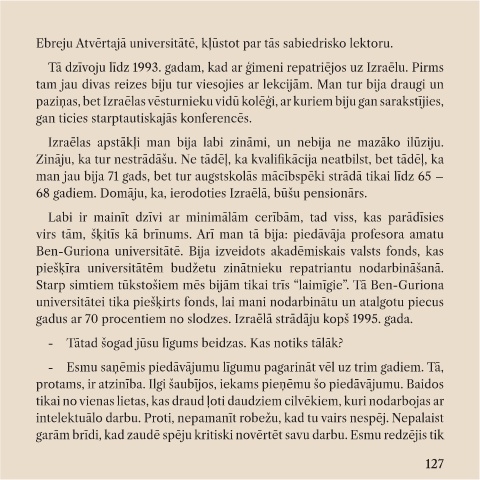 Ebreju Atvērtajā universitātē, kļūstot par tās sabiedrisko lektoru.
Tā dzīvoju līdz 1993. gadam, kad ar ģimeni repatriējos uz Izraēlu. Pirms
tam jau divas reizes biju tur viesojies ar lekcijām. Man tur bija draugi un
paziņas, bet Izraēlas vēsturnieku vidū kolēģi, ar kuriem biju gan sarakstījies,
gan ticies starptautiskajās konferencēs.
Izraēlas apstākļi man bija labi zināmi, un nebija ne mazāko ilūziju.
Zināju, ka tur nestrādāšu. Ne tādēļ, ka kvalifikācija neatbilst, bet tādēļ, ka
man jau bija 71 gads, bet tur augstskolās mācībspēki strādā tikai līdz 65 –
68 gadiem. Domāju, ka, ierodoties Izraēlā, būšu pensionārs.
Labi ir mainīt dzīvi ar minimālām cerībām, tad viss, kas parādīsies
virs tām, šķitīs kā brīnums. Arī man tā bija: piedāvāja profesora amatu
Ben-Guriona universitātē. Bija izveidots akadēmiskais valsts fonds, kas
piešķīra universitātēm budžetu zinātnieku repatriantu nodarbināšanā.
Starp simtiem tūkstošiem mēs bijām tikai trīs “laimīgie”. Tā Ben-Guriona
universitātei tika piešķirts fonds, lai mani nodarbinātu un atalgotu piecus
gadus ar 70 procentiem no slodzes. Izraēlā strādāju kopš 1995. gada.
- Tātad šogad jūsu līgums beidzas. Kas notiks tālāk?
- Esmu saņēmis piedāvājumu līgumu pagarināt vēl uz trim gadiem. Tā,
protams, ir atzinība. Ilgi šaubījos, iekams pieņēmu šo piedāvājumu. Baidos
tikai no vienas lietas, kas draud ļoti daudziem cilvēkiem, kuri nodarbojas ar
intelektuālo darbu. Proti, nepamanīt robežu, kad tu vairs nespēj. Nepalaist
garām brīdi, kad zaudē spēju kritiski novērtēt savu darbu. Esmu redzējis tik
127